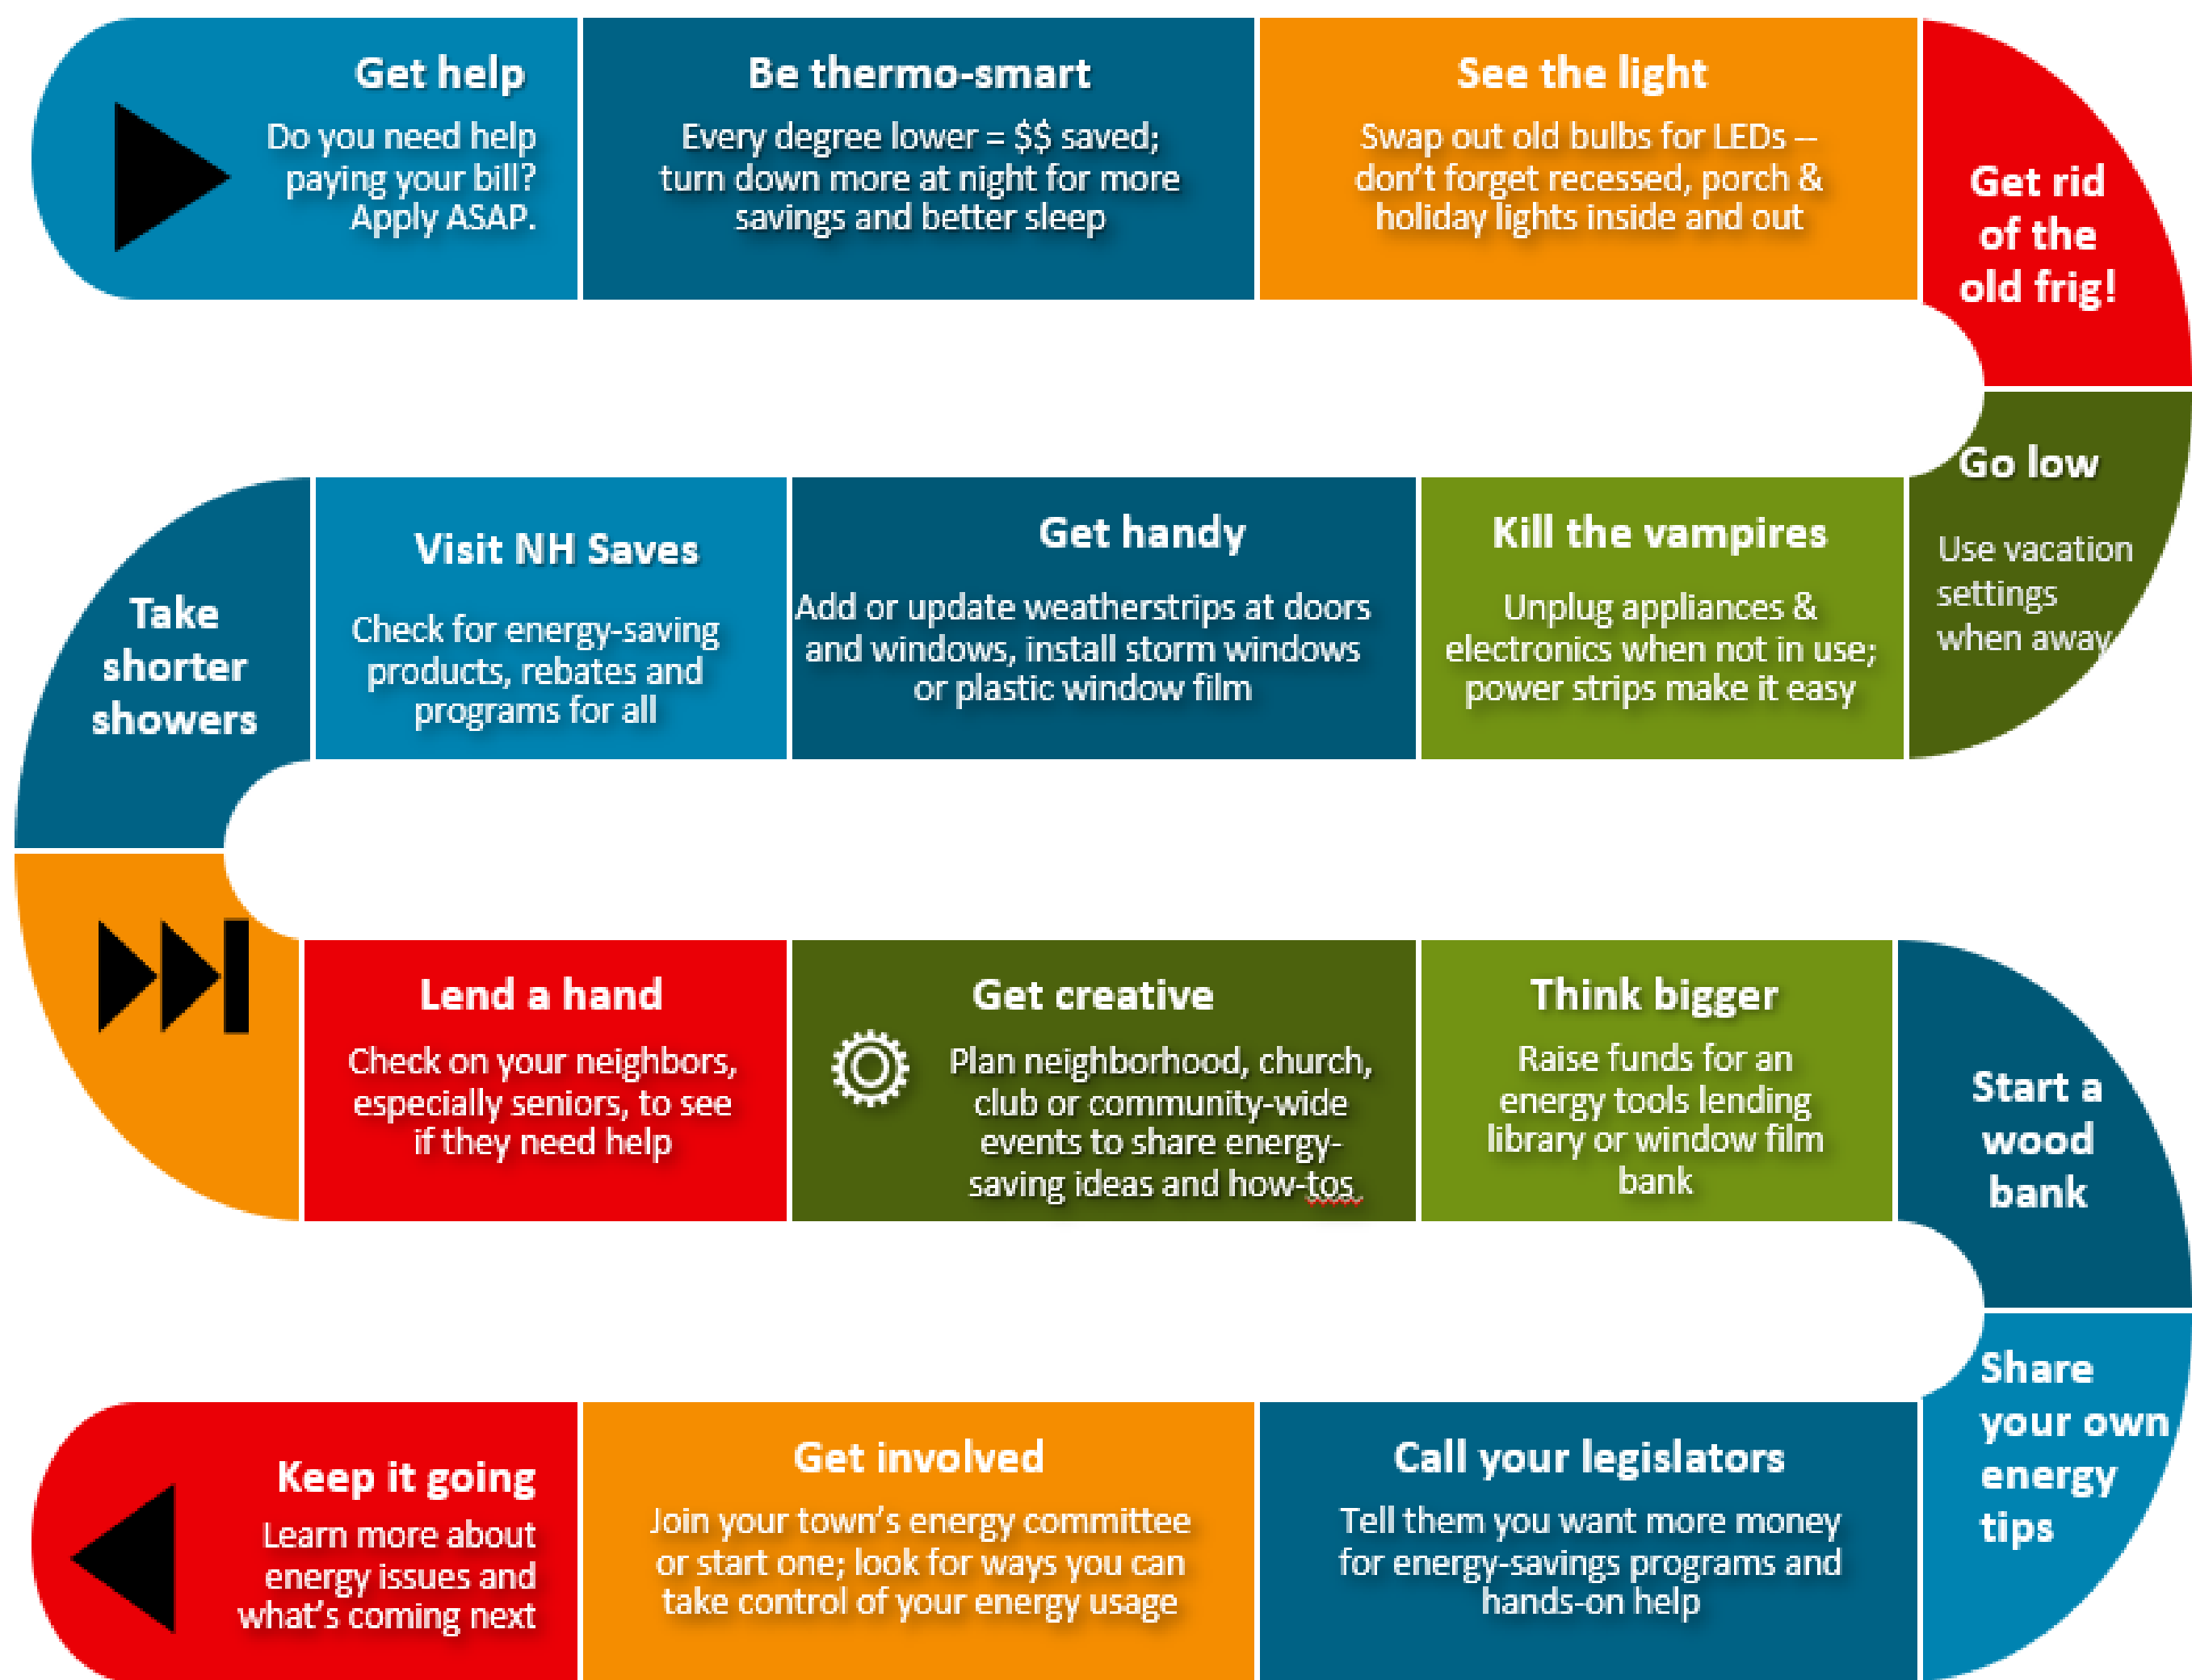 Get help
Do you need help
paying your bill?
Apply ASAP.
Be thermo-smart
Every degree lower = $$ saved;
turn down more at night for more
savings and better sleep
See the light
Swap out old bulbs for LEDs –
don’t forget recessed, porch &
holiday lights inside and out
Get rid
of the
old frig!
Go low
Use vacation
settings
when away
Kill the vampires
Unplug appliances &
electronics when not in use;
power strips make it easy
Get handy
Add or update weatherstrips at doors
and windows, install storm windows
or plastic window film
Visit NH Saves
Check for energy-saving
products, rebates and
programs for all
Take
shorter
showers
Lend a hand
Check on your neighbors,
especially seniors, to see
if they need help
Get creative
Plan neighborhood, church,
club or community-wide
events to share energy-
saving ideas and how-tos.
Think bigger
Raise funds for an
energy tools lending
library or window film
bank
Start a
wood
bank
Share
your own
energy
tips
Call your legislators
Tell them you want more money
for energy-savings programs and
hands-on help
Get involved
Join your town’s energy committee
or start one; look for ways you can
take control of your energy usage
Keep it going
Learn more about
energy issues and
what’s coming next